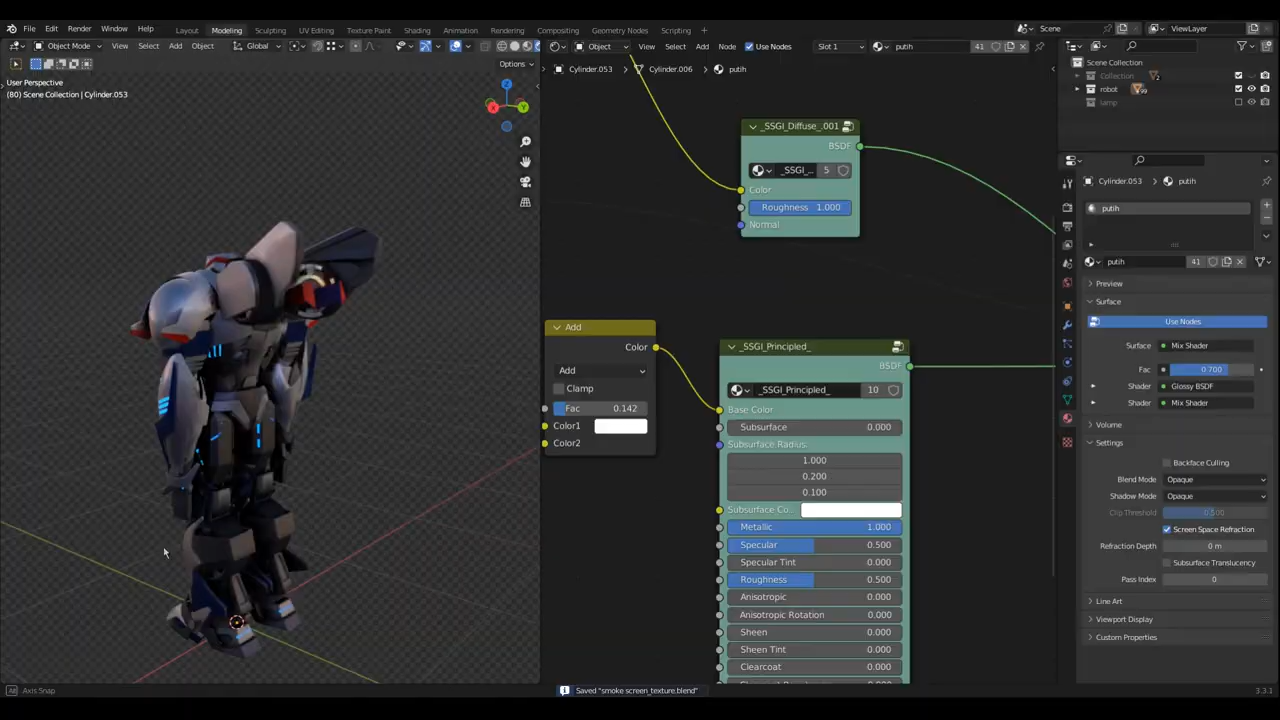 File Edit Render Window Help Layout Modeling Sculpting UV Editing Texture Paint Shading Animation Rendering Compositing Geometry Nodes Scripting Scene ViewLayer
Object Mode View Select Add Object Global Object View Select Add Node Use Nodes Slot 1 putih 41
Options
Cylinder.053 Cylinder.006 putih
User Perspective
(80) Scene Collection | Cylinder.053
Scene Collection
Collection 2
robot 99
lamp
_SSGI_Diffuse_.001
BSDF
_SSGI_... 5
Color
Roughness 1.000
Normal
Add
Color
Add
Clamp
Fac 0.142
Color1
Color2
_SSGI_Principled_
BSDF
_SSGI_Principled_ 10
Base Color
Subsurface 0.000
Subsurface Radius
1.000
0.200
0.100
Subsurface Co...
Metallic 1.000
Specular 0.500
Specular Tint 0.000
Roughness 0.500
Anisotropic 0.000
Anisotropic Rotation 0.000
Sheen 0.000
Sheen Tint 0.000
Clearcoat 0.000
Cylinder.053 putih
putih
putih 41
Preview
Surface
Use Nodes
Surface Mix Shader
Fac 0.700
Shader Glossy BSDF
Shader Mix Shader
Volume
Settings
Backface Culling
Blend Mode Opaque
Shadow Mode Opaque
Clip Threshold 0.500
Screen Space Refraction
Refraction Depth 0 m
Subsurface Translucency
Pass Index 0
Line Art
Viewport Display
Custom Properties
Axis Snap Saved "smoke screen_texture.blend" 3.3.1